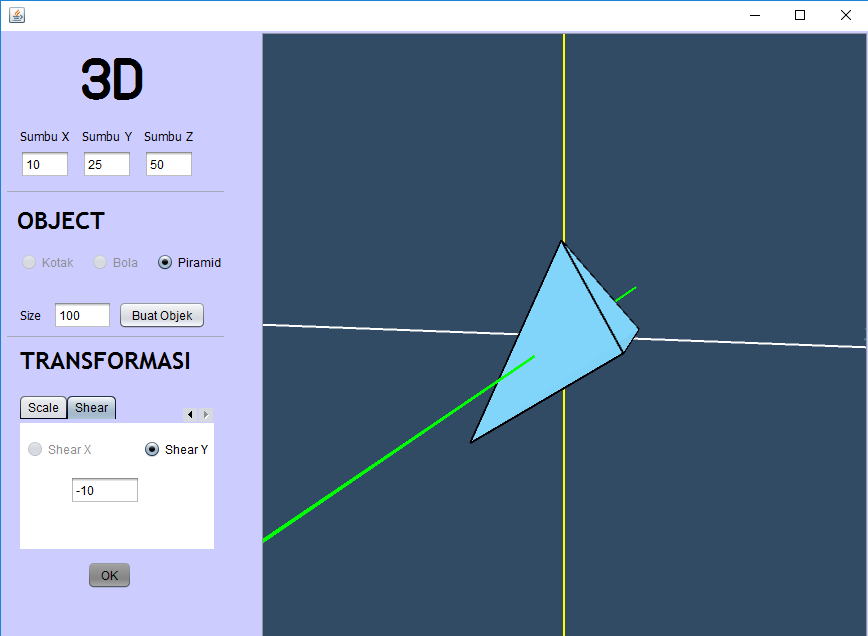 3D
Sumbu X Sumbu Y Sumbu Z
10 25 50
OBJECT
Kotak Bola Piramid
Size 100 Buat Objek
TRANSFORMASI
Scale Shear
Shear X Shear Y
-10
OK